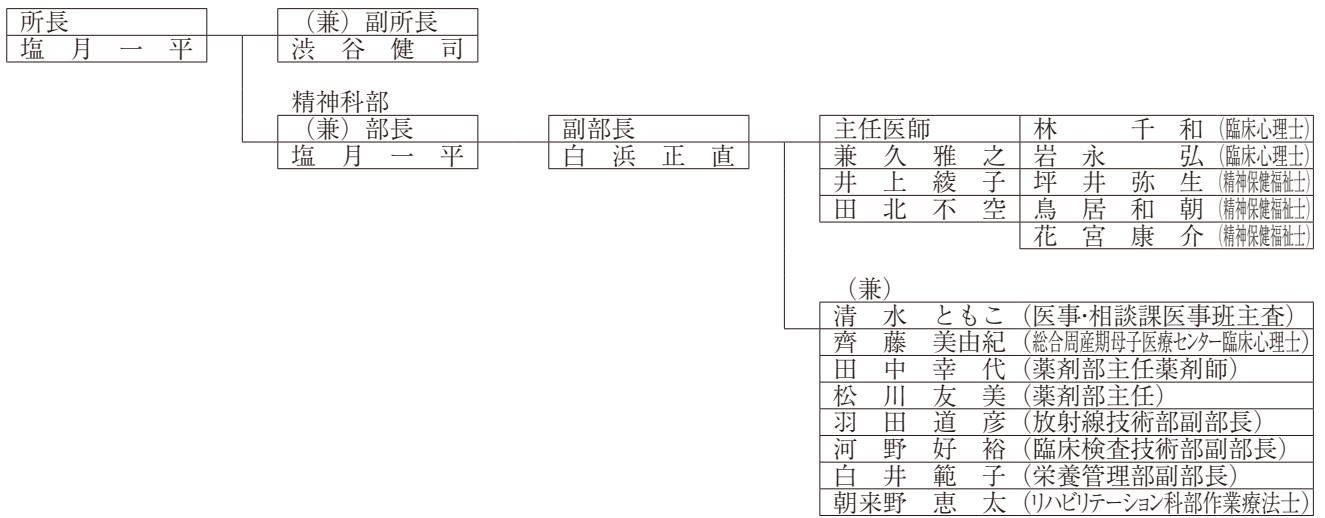 所長
塩月一平
（兼）副所長
渋谷健司
精神科部
（兼）部長
塩月一平
副部長
白浜正直
主任医師
兼久雅之
井上綾子
田北不空
林千和（臨床心理士）
岩永弘（臨床心理士）
坪井弥生（精神保健福祉士）
鳥居和朝（精神保健福祉士）
花宮康介（精神保健福祉士）
（兼）
清水ともこ（医事・相談課医事班主査）
齊藤美由紀（総合周産期母子医療センター臨床心理士）
田中幸代（薬剤部主任薬剤師）
松川友美（薬剤部主任）
羽田道彦（放射線技術部副部長）
河野好裕（臨床検査技術部副部長）
白井範子（栄養管理部副部長）
朝来野恵太（リハビリテーション科部作業療法士）